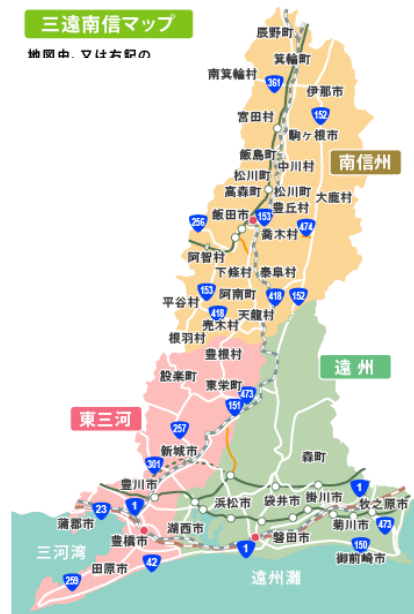 三遠南信マップ
地図中、又は右記の
辰野町
箕輪町
南箕輪村
361
伊那市
152
宮田村
駒ヶ根市
飯島町
中川村
南信州
松川町
高森町
松川町
大鹿村
豊丘村
飯田市
153
256
喬木村
474
阿智村
下條村
泰阜村
153
阿南町
418
152
平谷村
418
天龍村
売木村
根羽村
豊根村
遠州
設楽町
東栄町
473
151
東三河
257
新城市
森町
301
豊川市
1
掛川市
牧之原市
袋井市
浜松市
23
1
蒲郡市
湖西市
菊川市
473
豊橋市
磐田市
三河湾
42
1
150
御前崎市
田原市
遠州灘
259